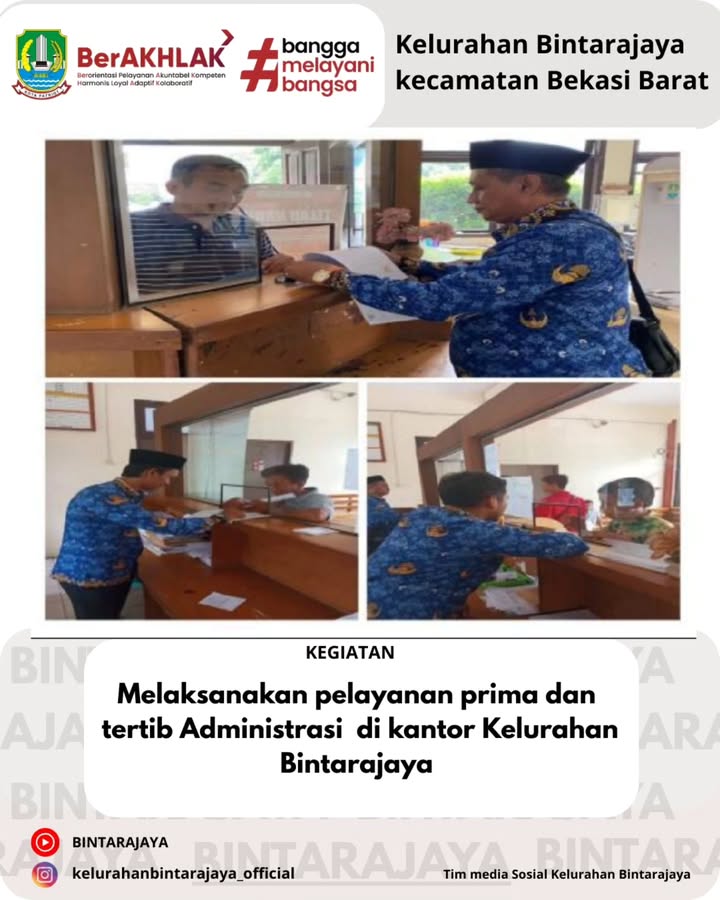 BerAKHLAK
Berorientasi Pelayanan Akuntabel Kompeten
Harmonis Loyal Adaptif Kolaboratif
#bangga
melayani
bangsa
Kelurahan Bintarajaya
kecamatan Bekasi Barat
KEGIATAN
Melaksanakan pelayanan prima dan
tertib Administrasi di kantor Kelurahan
Bintarajaya
BINTARAJAYA
BINTARAJAYA
kelurahanbintarajaya_official
Tim media Sosial Kelurahan Bintarajaya